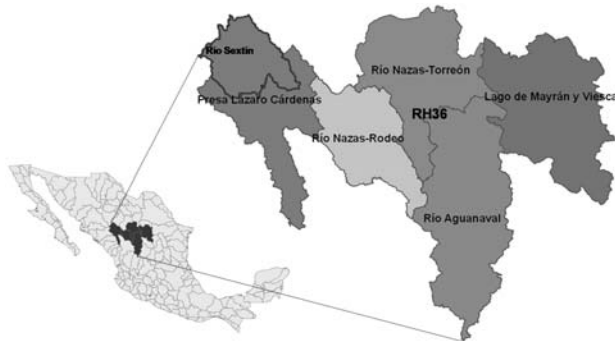 Río Sextín
Río Nazas-Torreón
Presa Lázaro Cárdenas
Lago de Mayrán y Viesca
RH36
Río Nazas-Rodeo
Río Aguanaval